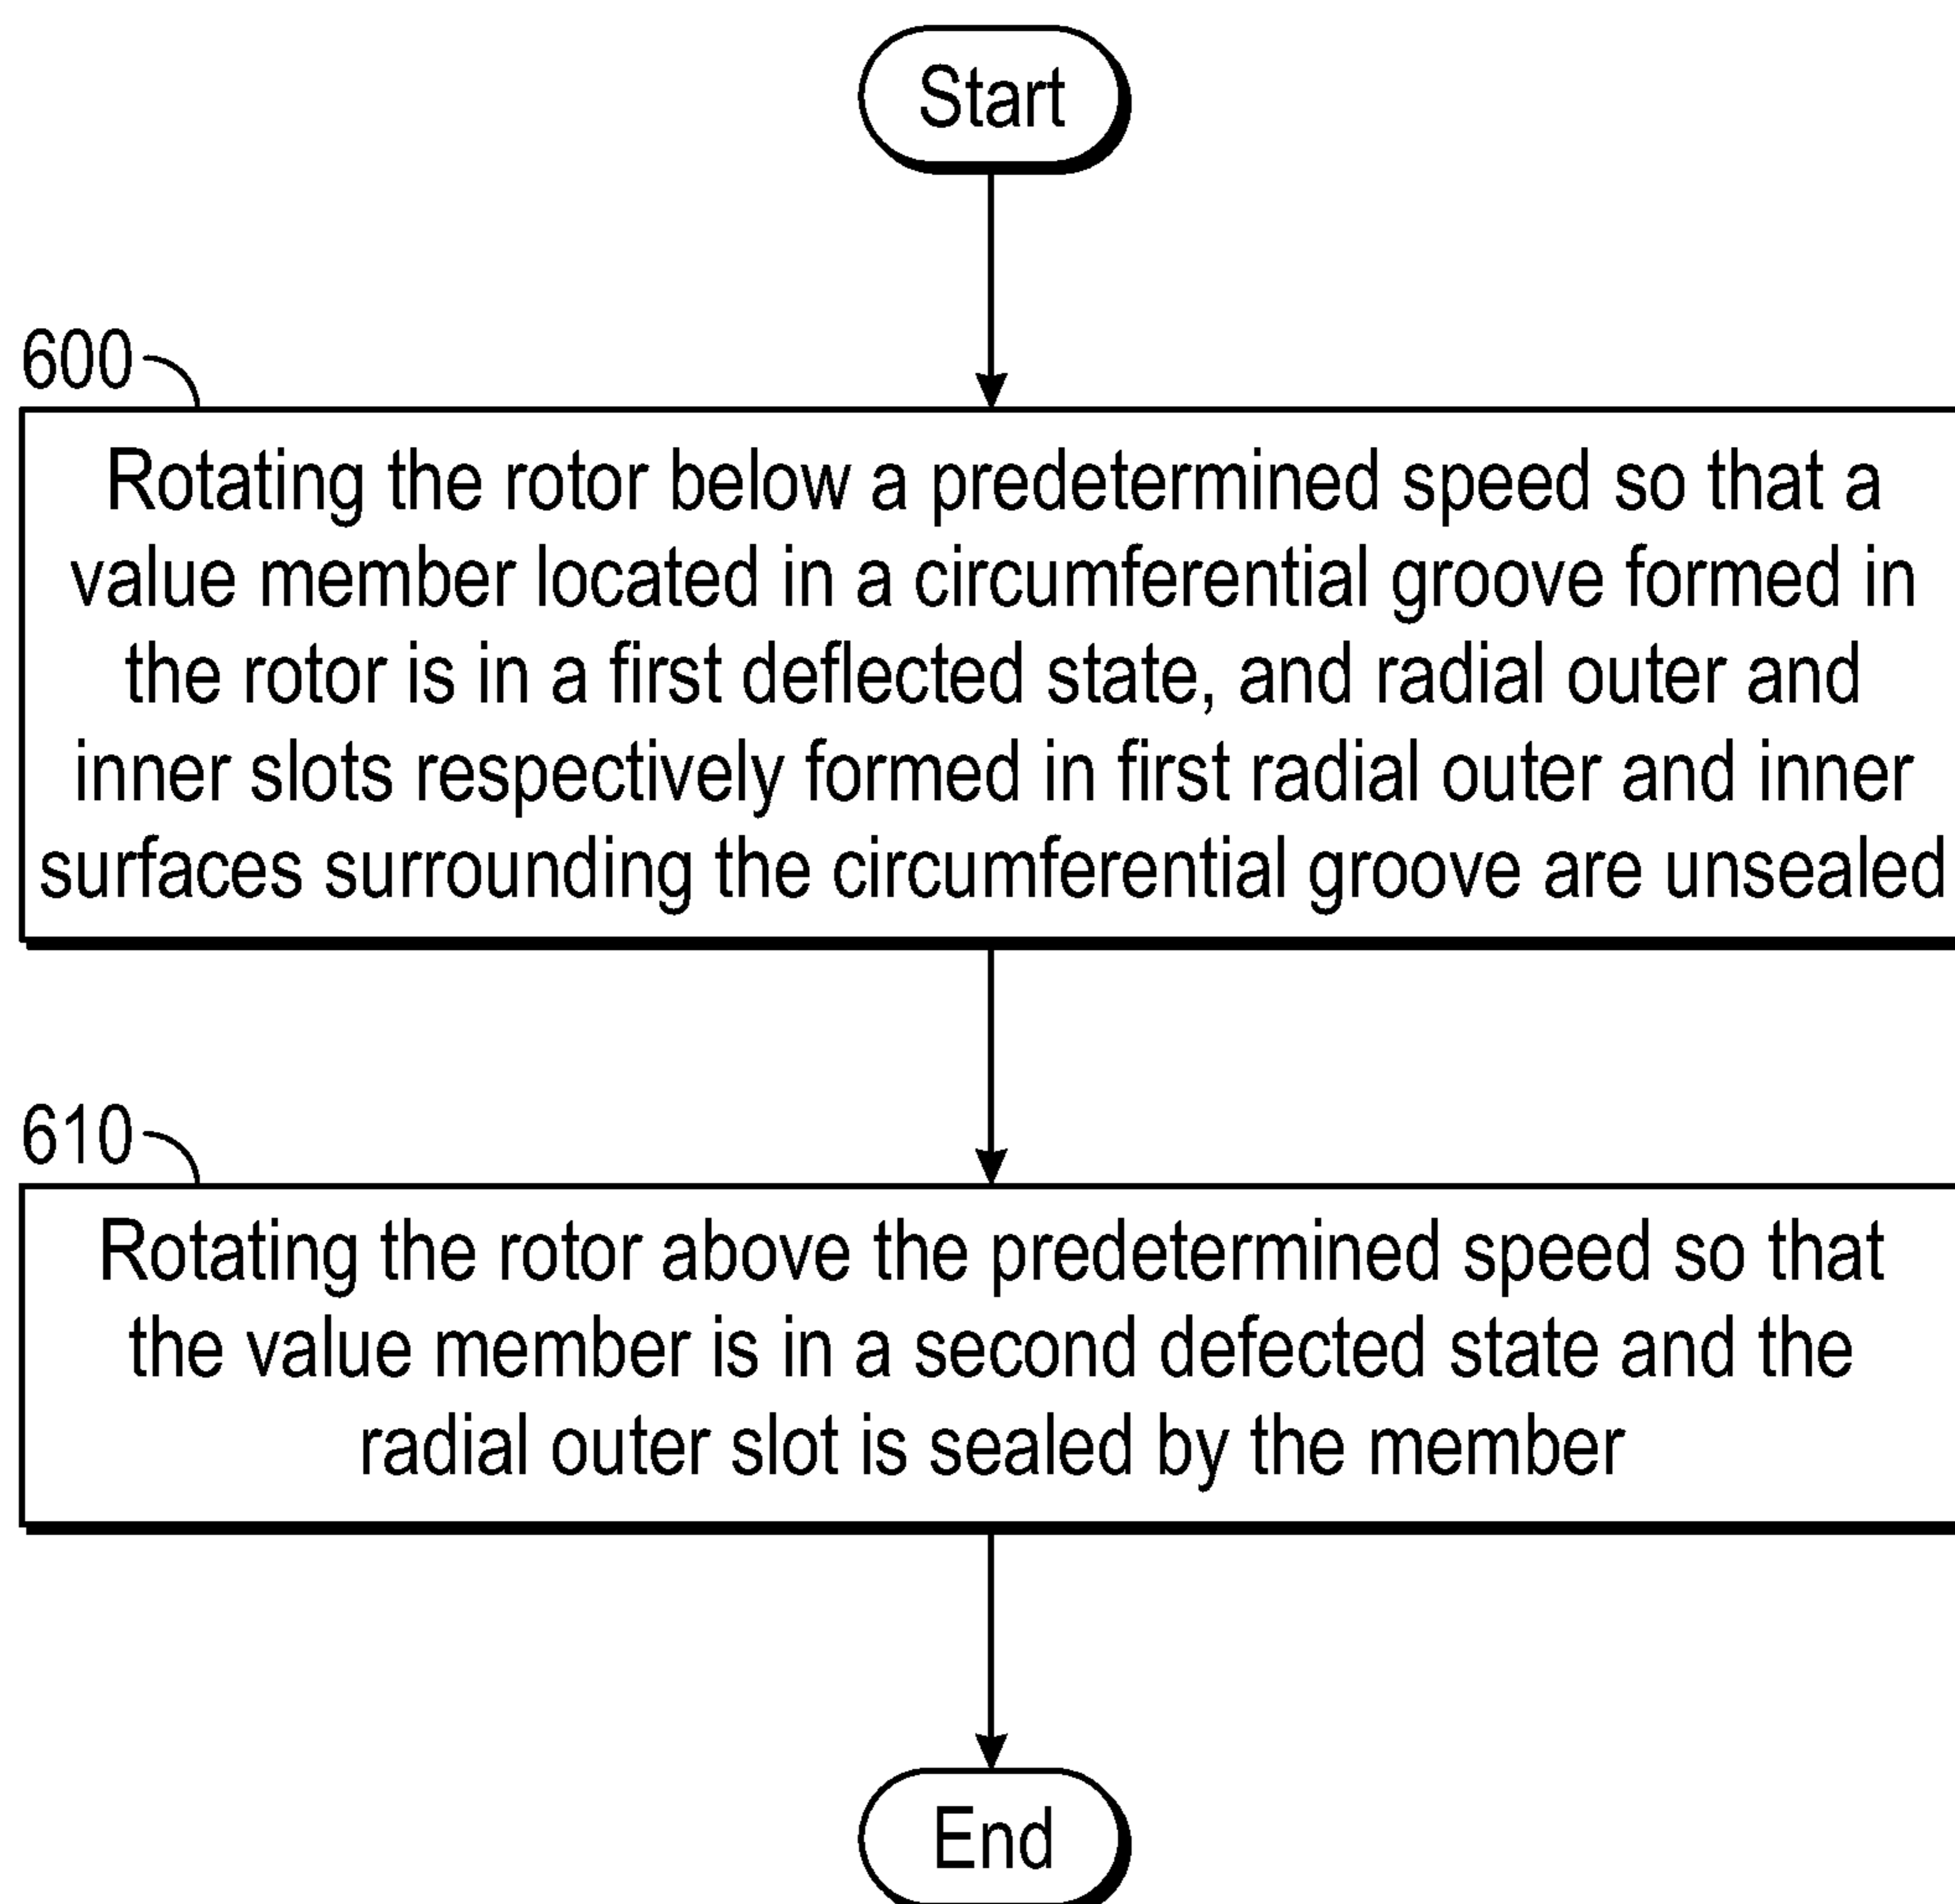 Start
600
Rotating the rotor below a predetermined speed so that a
value member located in a circumferential groove formed in
the rotor is in a first deflected state, and radial outer and
inner slots respectively formed in first radial outer and inner
surfaces surrounding the circumferential groove are unsealed
610
Rotating the rotor above the predetermined speed so that
the value member is in a second defected state and the
radial outer slot is sealed by the member
End